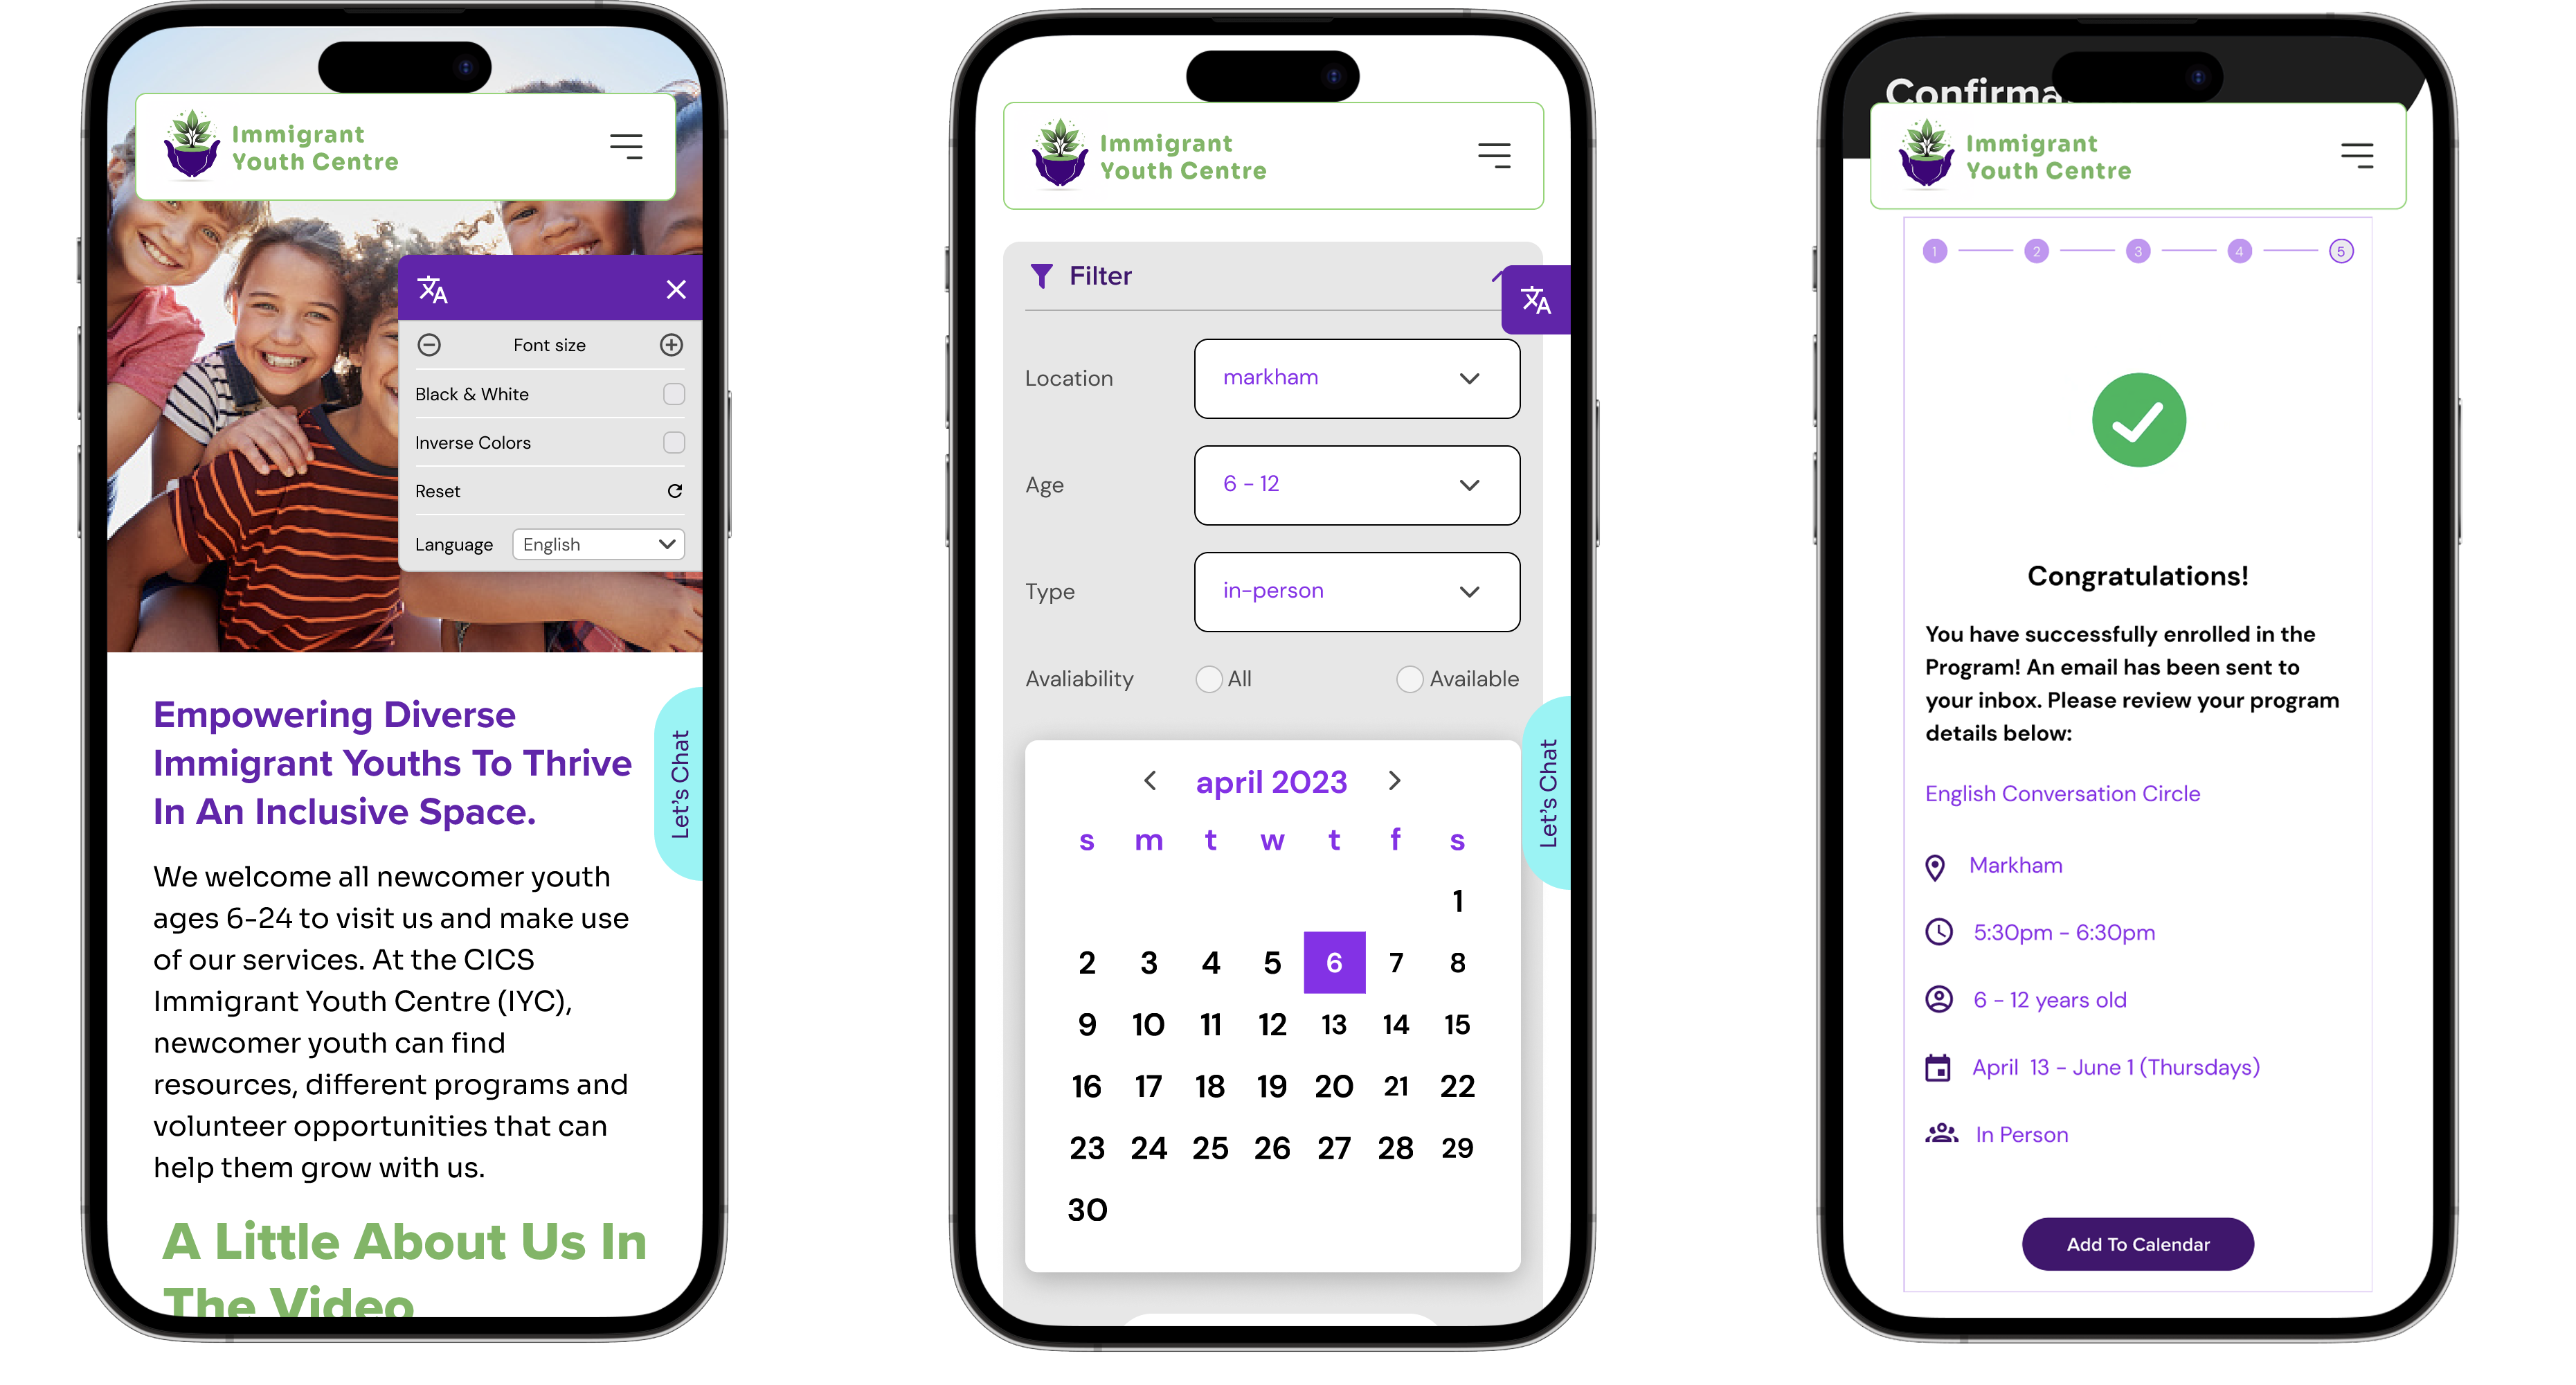 Immigrant
Youth Centre
Font size
Black & White
Inverse Colors
Reset
Language English
Empowering Diverse
Immigrant Youths To Thrive
In An Inclusive Space.
Let's Chat
We welcome all newcomer youth
ages 6-24 to visit us and make use
of our services. At the CICS
Immigrant Youth Centre (IYC),
newcomer youth can find
resources, different programs and
volunteer opportunities that can
help them grow with us.
A Little About Us In
The Video
Immigrant
Youth Centre
Filter
Location markham
Age 6 - 12
Type in-person
Avaliability All Available
Let's Chat
april 2023
s m t w t f s
1
2 3 4 5 6 7 8
9 10 11 12 13 14 15
16 17 18 19 20 21 22
23 24 25 26 27 28 29
30
Immigrant
Youth Centre
1 2 3 4 5
Congratulations!
You have successfully enrolled in the
Program! An email has been sent to
your inbox. Please review your program
details below:
English Conversation Circle
Markham
5:30pm - 6:30pm
6 - 12 years old
April 13 - June 1 (Thursdays)
In Person
Add To Calendar